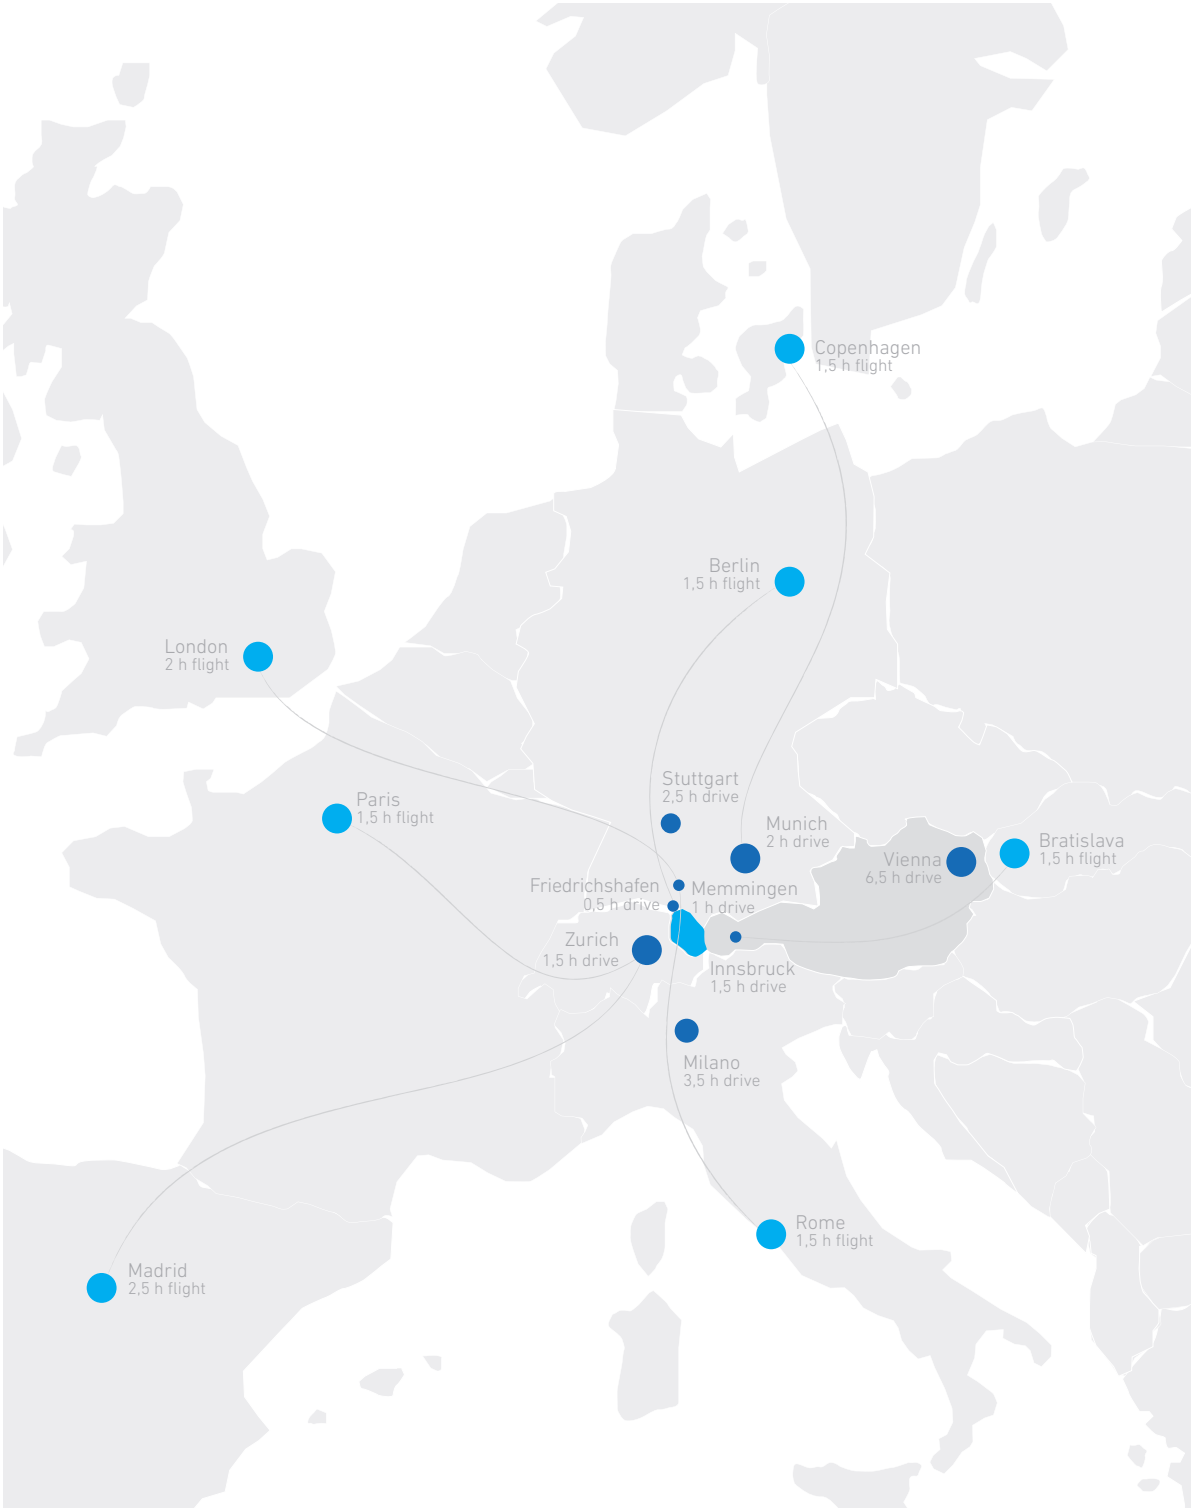 Copenhagen
1,5 h flight
Berlin
1,5 h flight
London
2 h flight
Stuttgart
2,5 h drive
Paris
1,5 h flight
Munich
2 h drive
Bratislava
1,5 h flight
Vienna
6,5 h drive
Friedrichshafen
0,5 h drive
Memmingen
1 h drive
Zurich
1,5 h drive
Innsbruck
1,5 h drive
Milano
3,5 h drive
Rome
1,5 h flight
Madrid
2,5 h flight